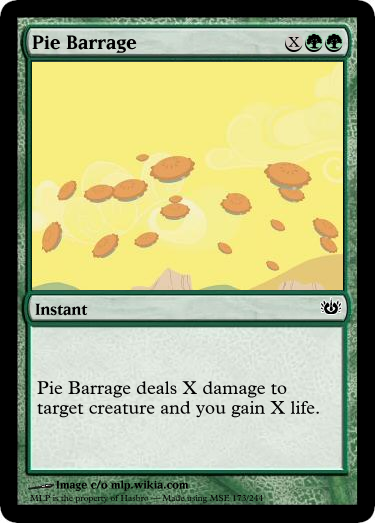 Pie Barrage X
Instant
Pie Barrage deals X damage to
target creature and you gain X life.
Image c/o mlp.wikia.com
MLP is the property of Hasbro — Made using MSE 173/244